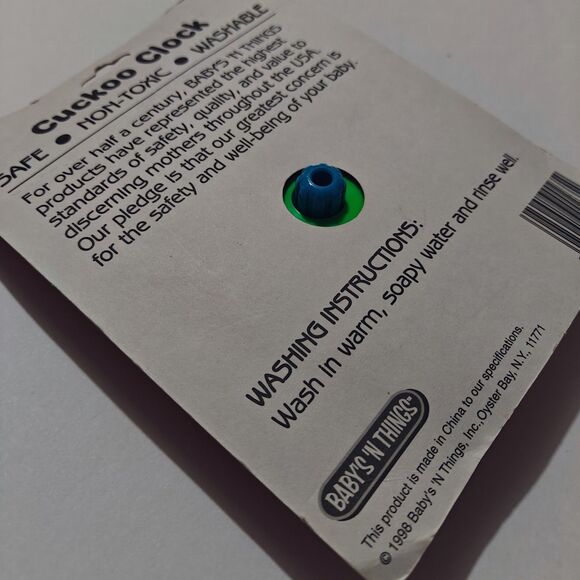 Cuckoo Clock
SAFE • NON-TOXIC • WASHABLE
For over half a century, BABY'S 'N THINGS
products have represented the highest
standards of safety, quality, and value to
discerning mothers throughout the USA.
Our pledge is that our greatest concern is
for the safety and well-being of your baby.
WASHING INSTRUCTIONS:
Wash in warm, soapy water and rinse well.
BABY'S 'N THINGS™
This product is made in China to our specifications.
© 1998 Baby's 'N Things, Inc., Oyster Bay, N.Y., 11771